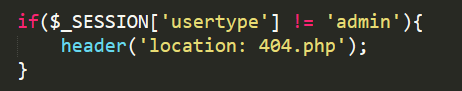 if($_SESSION['usertype'] != 'admin'){
    header('location: 404.php');
}